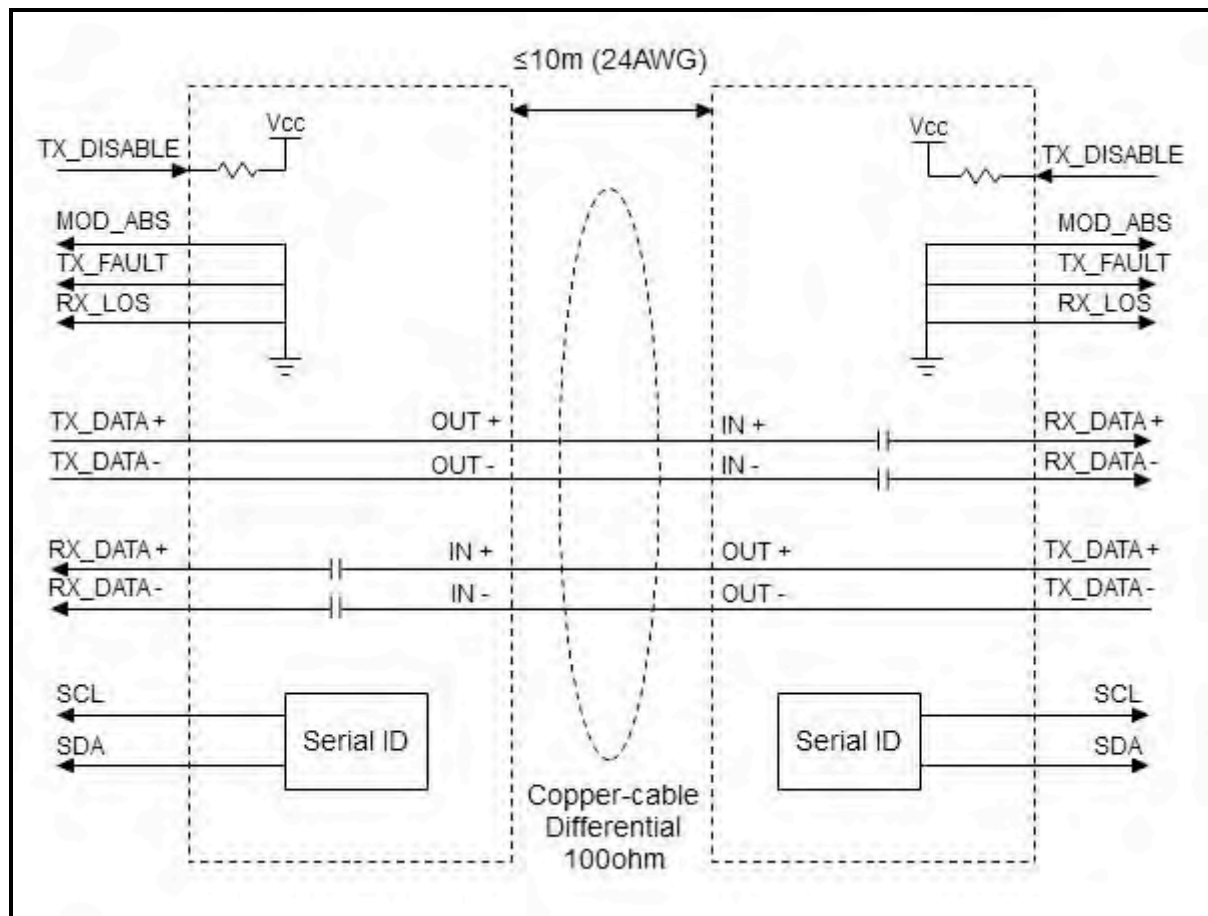 ≤10m (24AWG)
Vcc
Vcc
TX_DISABLE
TX_DISABLE
MOD_ABS
MOD_ABS
TX_FAULT
TX_FAULT
RX_LOS
RX_LOS
TX_DATA+
OUT +
IN +
RX_DATA+
TX_DATA-
OUT -
IN -
RX_DATA-
RX_DATA+
IN +
OUT +
TX_DATA+
RX_DATA-
IN -
OUT -
TX_DATA-
SCL
SCL
Serial ID
Serial ID
SDA
SDA
Copper-cable
Differential
100ohm